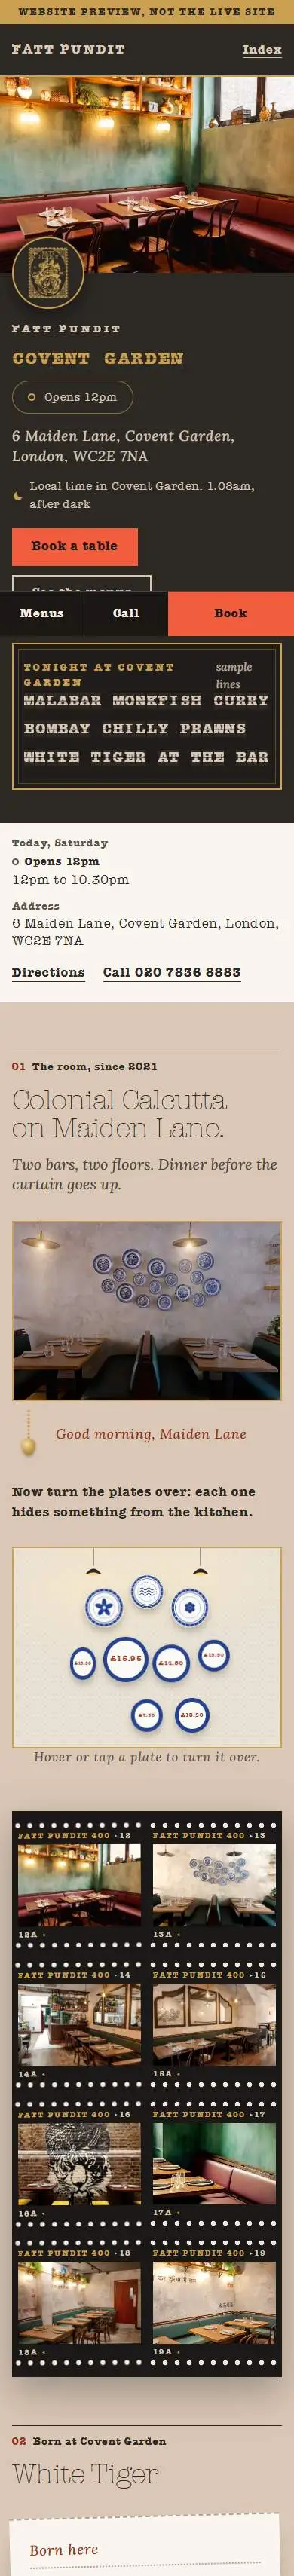 WEBSITE PREVIEW, NOT THE LIVE SITE
FATT PUNDIT
Index
FATT PUNDIT
COVENT GARDEN
Opens 12pm
6 Maiden Lane, Covent Garden,
London, WC2E 7NA
Local time in Covent Garden: 1.08am,
after dark
Book a table
Menus
Call
Book
TONIGHT AT COVENT
GARDEN
sample
lines
MALABAR MONKFISH CURRY
BOMBAY CHILLY PRAWNS
WHITE TIGER AT THE BAR
Today, Saturday
Opens 12pm
12pm to 10.30pm
Address
6 Maiden Lane, Covent Garden, London,
WC2E 7NA
Directions
Call 020 7836 8883
01 The room, since 2021
Colonial Calcutta
on Maiden Lane.
Two bars, two floors. Dinner before the
curtain goes up.
Good morning, Maiden Lane
Now turn the plates over: each one
hides something from the kitchen.
£16.95
Hover or tap a plate to turn it over.
FATT PUNDIT 400 ▸12
FATT PUNDIT 400 ▸13
12A
13A
FATT PUNDIT 400 ▸14
FATT PUNDIT 400 ▸15
14A
15A
FATT PUNDIT 400 ▸16
FATT PUNDIT 400 ▸17
16A
17A
FATT PUNDIT 400 ▸18
FATT PUNDIT 400 ▸19
18A
19A
02 Born at Covent Garden
White Tiger
Born here